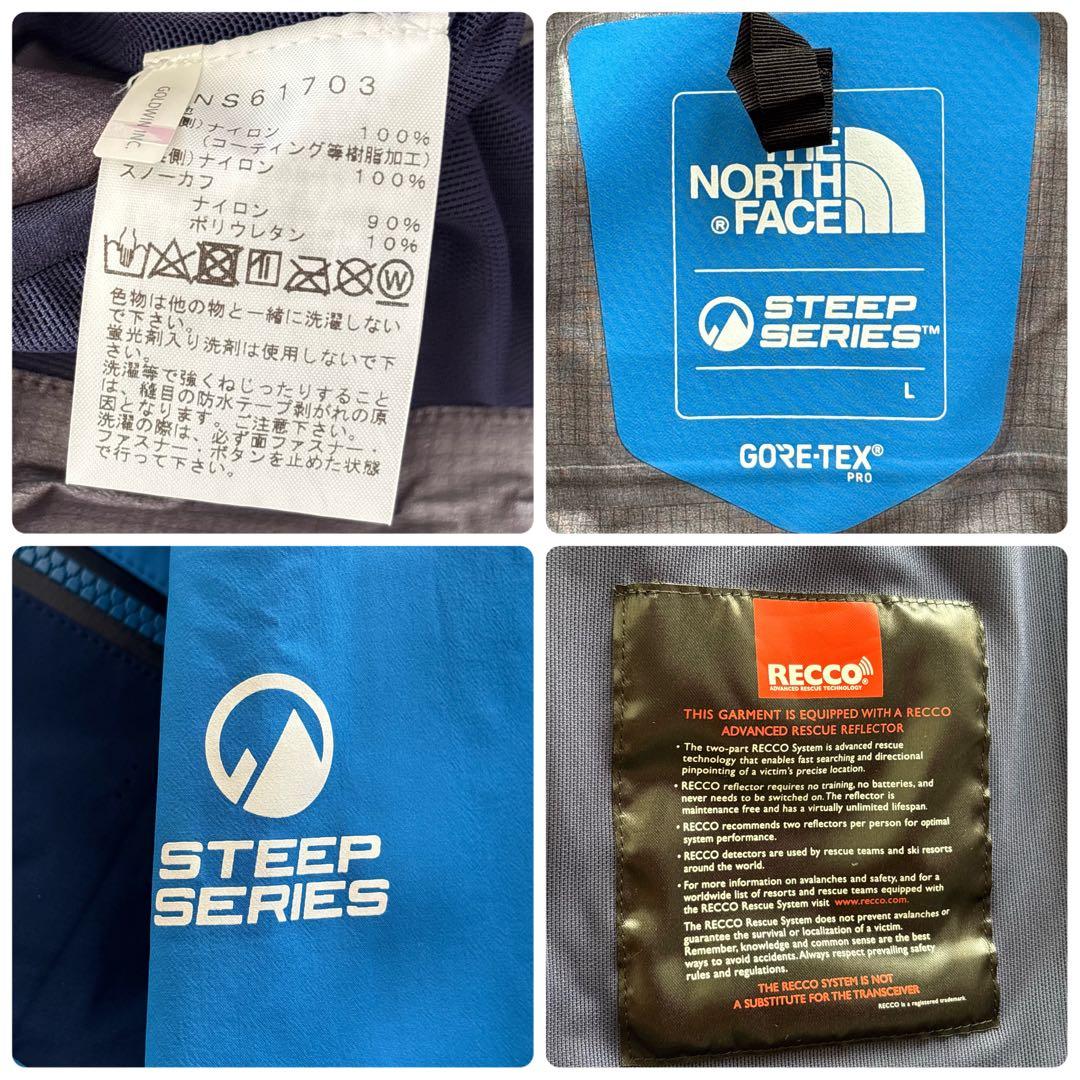 GOLDWIN INC
NS61703
側)ナイロン 100%
(コーティング等樹脂加工)
側)ナイロン 100%
スノーカフ
ナイロン 90%
ポリウレタン 10%
W
色物は他の物と一緒に洗濯しない
で下さい。
蛍光剤入り洗剤は使用しないで下
さい。
洗濯等で強くねじったりすること
は、縫目の防水テープ剥がれの原
因となります。ご注意下さい。
洗濯の際は、必ず面ファスナー・
ファスナー・ボタンを止めた状態
で行って下さい。
THE
NORTH
® FACE
STEEP
SERIES™
L
GORE-TEX®
PRO
STEEP
SERIES
RECCO®
ADVANCED RESCUE TECHNOLOGY
THIS GARMENT IS EQUIPPED WITH A RECCO
ADVANCED RESCUE REFLECTOR
• The two-part RECCO System is advanced rescue
technology that enables fast searching and directional
pinpointing of a victim's precise location.
• RECCO reflector requires no training, no batteries, and
never needs to be switched on. The reflector is
maintenance free and has a virtually unlimited lifespan.
• RECCO recommends two reflectors per person for optimal
system performance.
• RECCO detectors are used by rescue teams and ski resorts
around the world.
• For more information on avalanches and safety, and for a
worldwide list of resorts and rescue teams equipped with
the RECCO Rescue System visit www.recco.com.
The RECCO Rescue System does not prevent avalanches or
guarantee the survival or localization of a victim.
Remember, knowledge and common sense are the best
ways to avoid accidents. Always respect prevailing safety
rules and regulations.
THE RECCO SYSTEM IS NOT
A SUBSTITUTE FOR THE TRANSCEIVER
RECCO is a registered trademark.